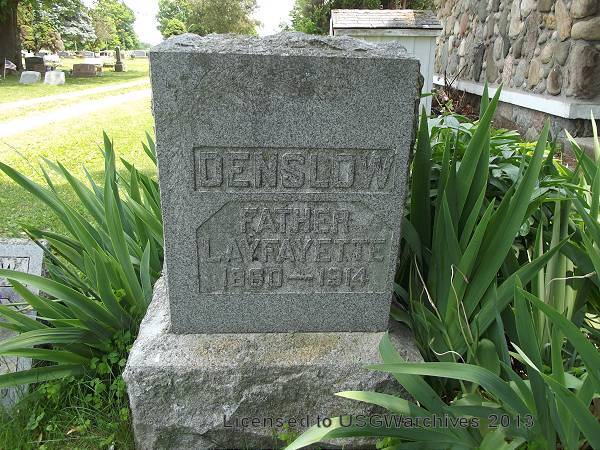 DENSLOW
FATHER
LAYFAYETTE
1860—1914
Licensed to USGWarchives 2013